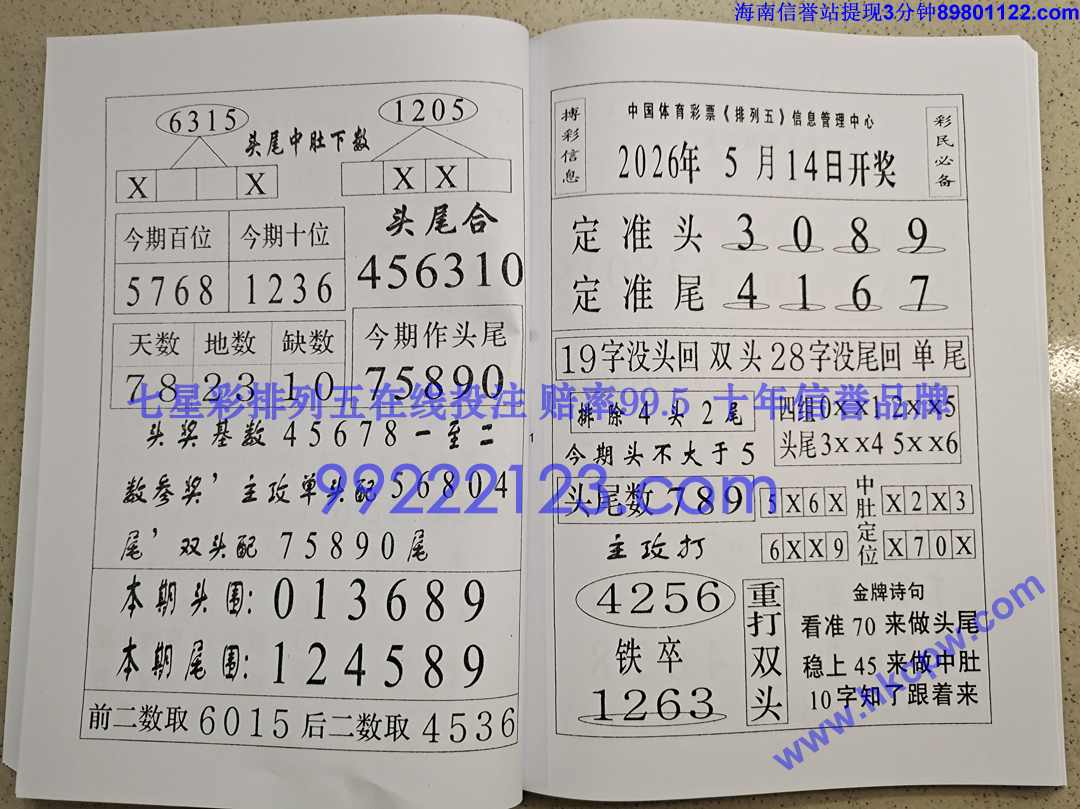 海南信誉站提现3分钟89801122.com
6315
1205
头尾中肚下数
X X
X X
今期百位 今期十位
5768 1236
头尾合
456310
天数 地数 缺数
78 23 10
今期作头尾
75890
七星彩排列五在线投注 赔率99.5 十年信誉品牌
头奖基数45678一至二
数参奖,主攻单头配56804
尾,双头配 75890尾
99222123.com
本期头围:013689
本期尾围:124589
前二数取6015后二数取4536
1
搏彩信息
中国体育彩票《排列五》信息管理中心
2026年 5 月14日开奖
彩民必备
定准头 3 0 8 9
定准尾 4 1 6 7
19字没头回 双头28字没尾回 单尾
排除4头2尾
今期头不大于5
四组0xx1 2xx5
头尾3xx4 5xx6
头尾数 789
5X6X
中肚定位
X2X3
主攻打
6XX9
X70X
4256
铁卒
1263
重打双头
金牌诗句
看准70来做头尾
稳上45来做中肚
10字知了跟着来
www.hkcpw.com